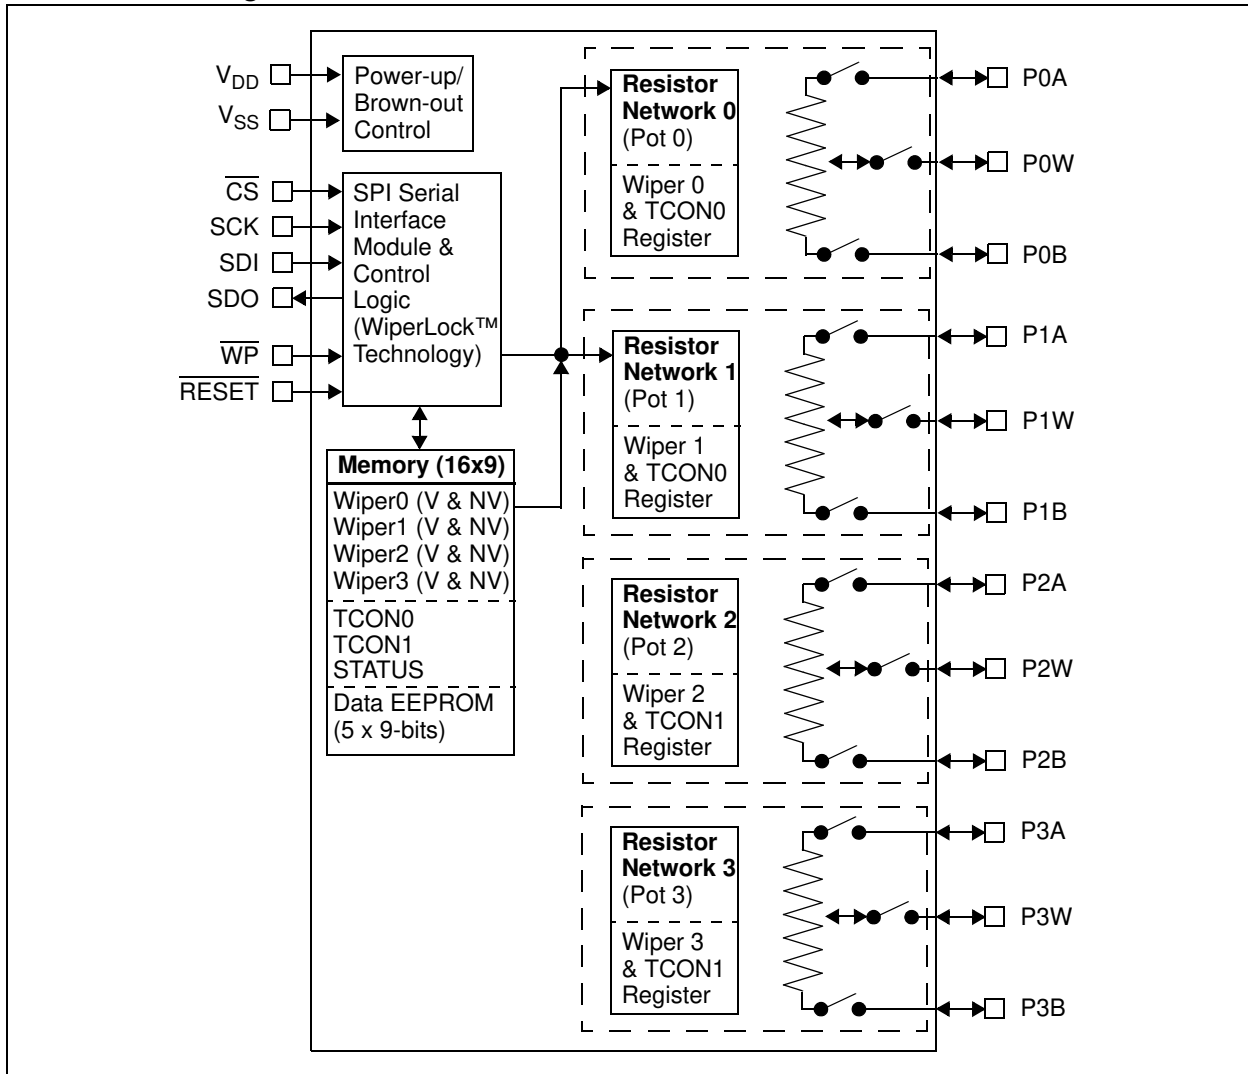 V_DD
V_SS
Power-up/
Brown-out
Control
CS
SCK
SDI
SDO
WP
RESET
SPI Serial
Interface
Module &
Control
Logic
(WiperLock™
Technology)
Memory (16x9)
Wiper0 (V & NV)
Wiper1 (V & NV)
Wiper2 (V & NV)
Wiper3 (V & NV)
TCON0
TCON1
STATUS
Data EEPROM
(5 x 9-bits)
Resistor
Network 0
(Pot 0)
Wiper 0
& TCON0
Register
P0A
P0W
P0B
Resistor
Network 1
(Pot 1)
Wiper 1
& TCON0
Register
P1A
P1W
P1B
Resistor
Network 2
(Pot 2)
Wiper 2
& TCON1
Register
P2A
P2W
P2B
Resistor
Network 3
(Pot 3)
Wiper 3
& TCON1
Register
P3A
P3W
P3B